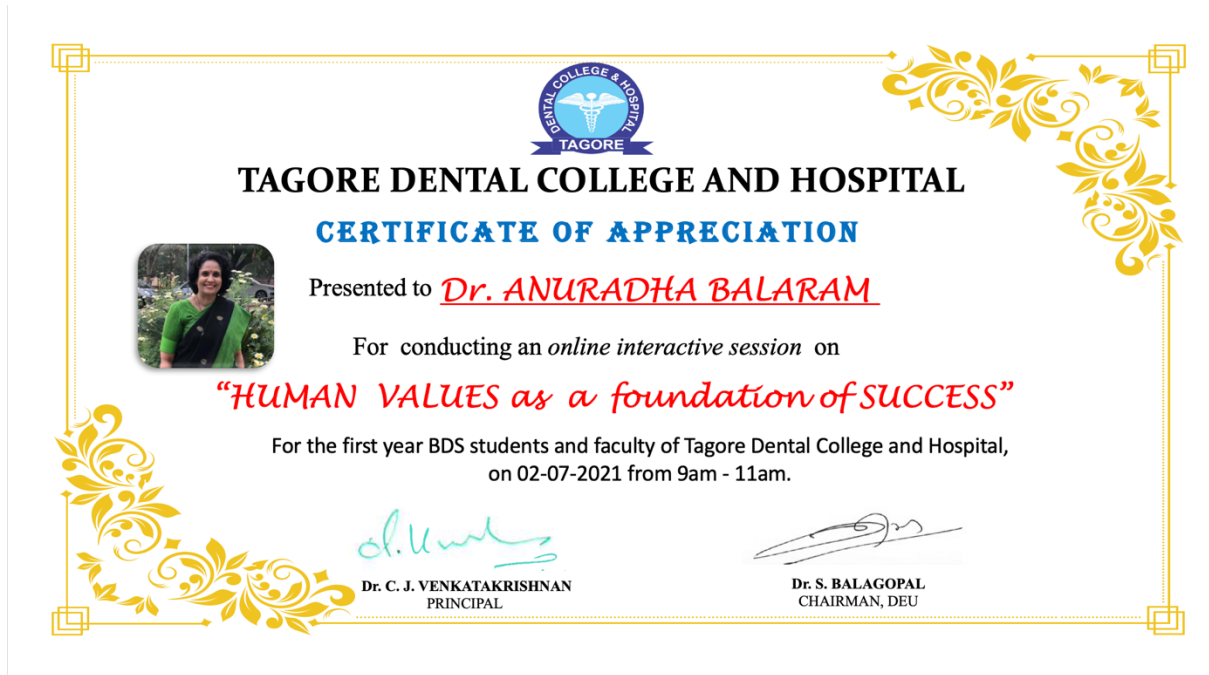 DENTAL COLLEGE & HOSPITAL
TAGORE
TAGORE DENTAL COLLEGE AND HOSPITAL
CERTIFICATE OF APPRECIATION
Presented to Dr. ANURADHA BALARAM
For conducting an online interactive session on
“HUMAN VALUES as a foundation of SUCCESS”
For the first year BDS students and faculty of Tagore Dental College and Hospital,
on 02-07-2021 from 9am - 11am.
Dr. C. J. VENKATAKRISHNAN
PRINCIPAL
Dr. S. BALAGOPAL
CHAIRMAN, DEU